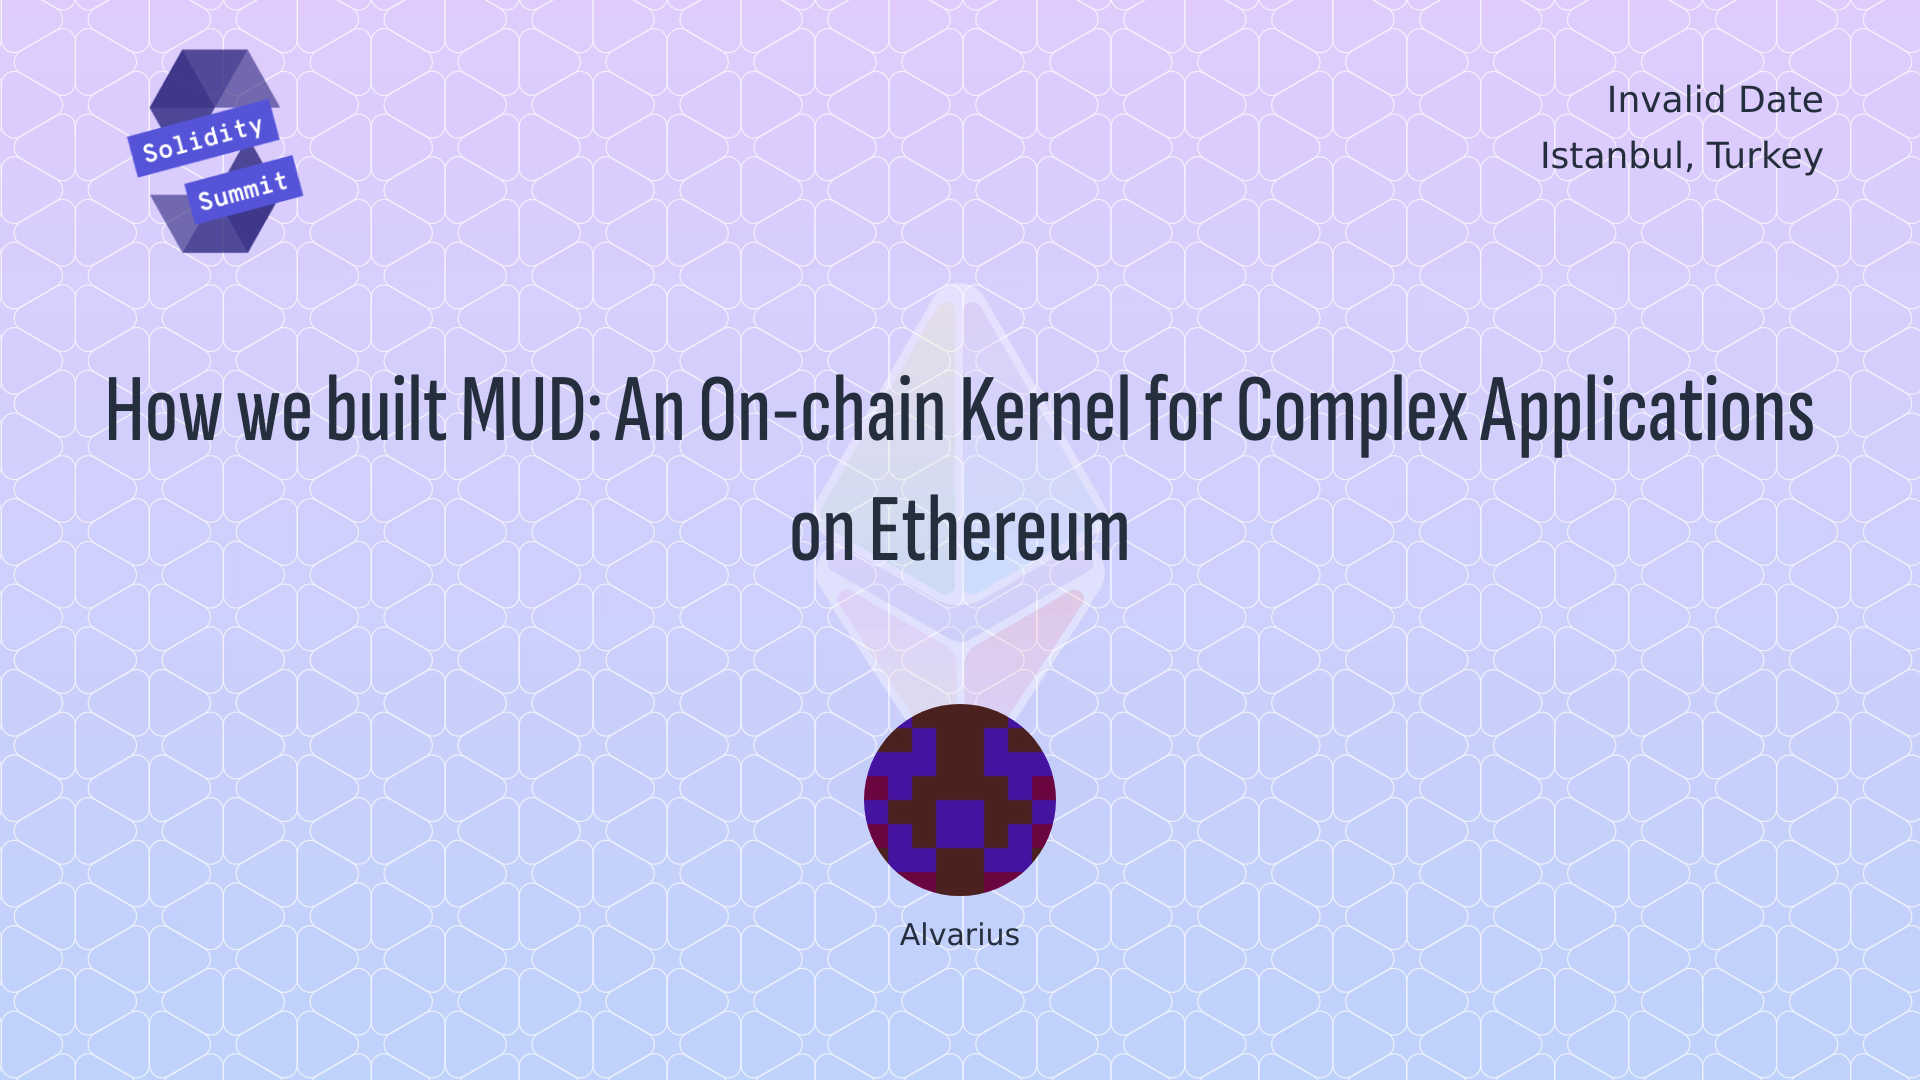 Solidity
Summit
Invalid Date
Istanbul, Turkey
How we built MUD: An On-chain Kernel for Complex Applications
on Ethereum
Alvarius